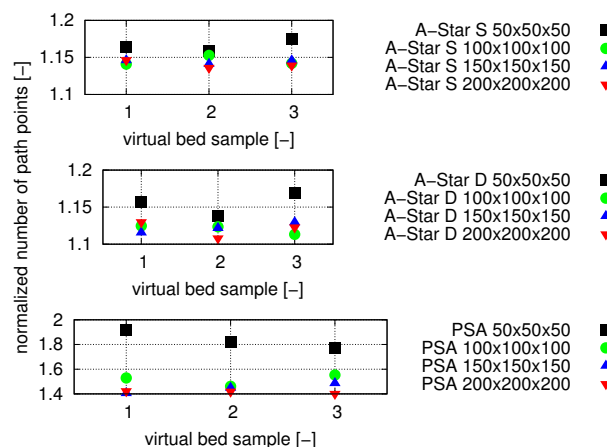 normalized number of path points [−]
1.2
1.15
1.1
1 2 3
virtual bed sample [−]
A−Star S 50x50x50
A−Star S 100x100x100
A−Star S 150x150x150
A−Star S 200x200x200
1.2
1.15
1.1
1 2 3
virtual bed sample [−]
A−Star D 50x50x50
A−Star D 100x100x100
A−Star D 150x150x150
A−Star D 200x200x200
2
1.8
1.6
1.4
1 2 3
virtual bed sample [−]
PSA 50x50x50
PSA 100x100x100
PSA 150x150x150
PSA 200x200x200